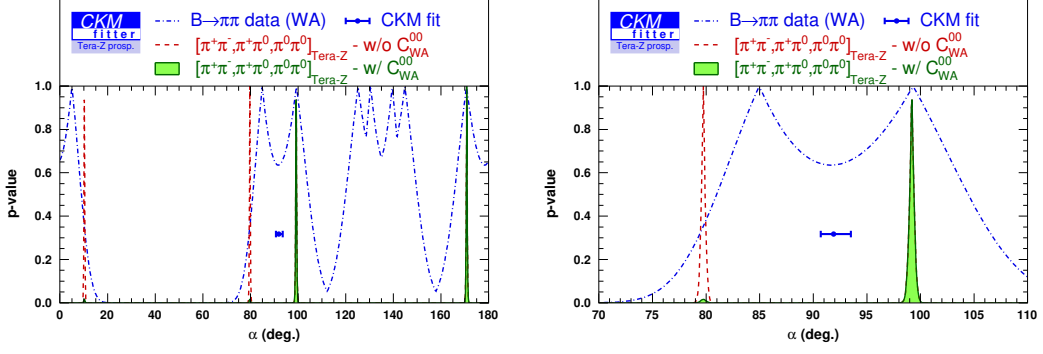 CKM
fitter
Tera-Z prosp.
B→ππ data (WA)
CKM fit
[π⁺π⁻,π⁺π⁰,π⁰π⁰]Tera-Z - w/o C⁰⁰WA
[π⁺π⁻,π⁺π⁰,π⁰π⁰]Tera-Z - w/ C⁰⁰WA
p-value
1.0
0.8
0.6
0.4
0.2
0.0
0 20 40 60 80 100 120 140 160 180
α (deg.)
CKM
fitter
Tera-Z prosp.
B→ππ data (WA)
CKM fit
[π⁺π⁻,π⁺π⁰,π⁰π⁰]Tera-Z - w/o C⁰⁰WA
[π⁺π⁻,π⁺π⁰,π⁰π⁰]Tera-Z - w/ C⁰⁰WA
p-value
1.0
0.8
0.6
0.4
0.2
0.0
70 75 80 85 90 95 100 105 110
α (deg.)